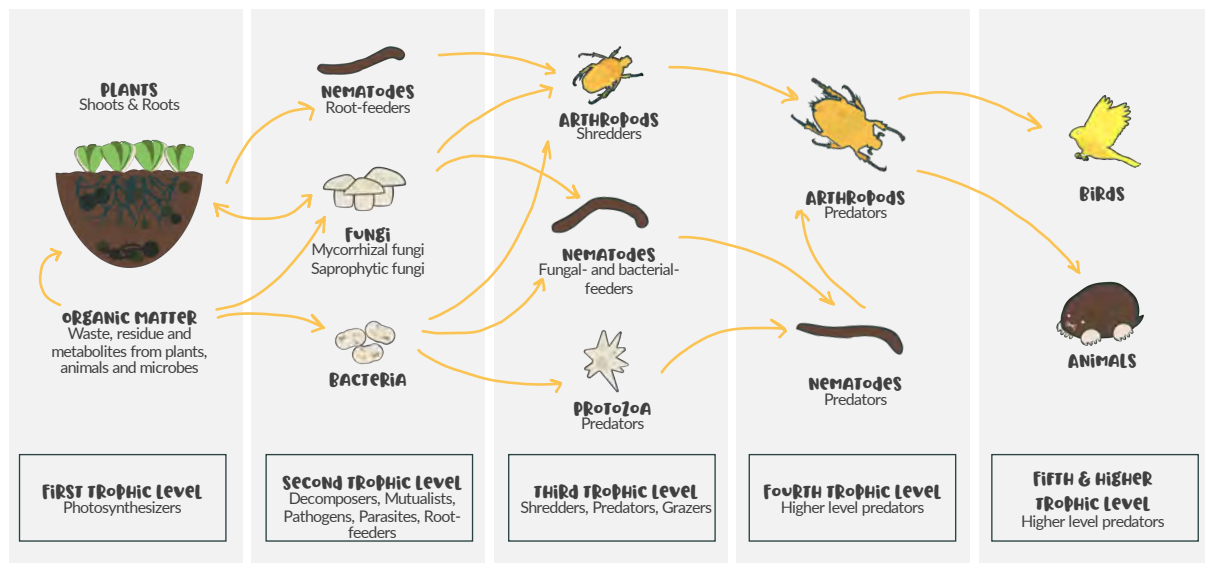 PLANTS
Shoots & Roots
ORGANIC MATTER
Waste, residue and
metabolites from plants,
animals and microbes
FIRST TROPHIC LEVEL
Photosynthesizers
NEMATODES
Root-feeders
FUNGI
Mycorrhizal fungi
Saprophytic fungi
BACTERIA
SECOND TROPHIC LEVEL
Decomposers, Mutualists,
Pathogens, Parasites, Root-
feeders
ARTHROPODS
Shredders
NEMATODES
Fungal- and bacterial-
feeders
PROTOZOA
Predators
THIRD TROPHIC LEVEL
Shredders, Predators, Grazers
ARTHROPODS
Predators
NEMATODES
Predators
FOURTH TROPHIC LEVEL
Higher level predators
BIRDS
ANIMALS
FIFTH & HIGHER
TROPHIC LEVEL
Higher level predators